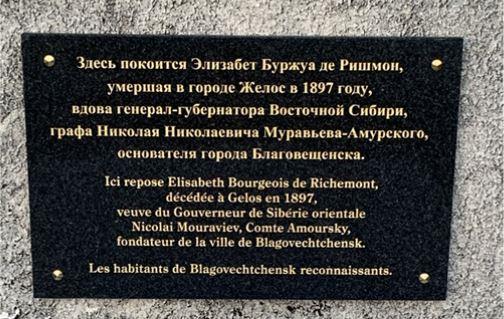 Здесь покоится Элизабет Буржуа де Ришмон,
умершая в городе Желос в 1897 году,
вдова генерал-губернатора Восточной Сибири,
графа Николая Николаевича Муравьева-Амурского,
основателя города Благовещенска.
Ici repose Elisabeth Bourgeois de Richemont,
décédée à Gelos en 1897,
veuve du Gouverneur de Sibérie orientale
Nicolai Mouraviev, Comte Amoursky,
fondateur de la ville de Blagovechtchensk.
Les habitants de Blagovechtchensk reconnaissants.